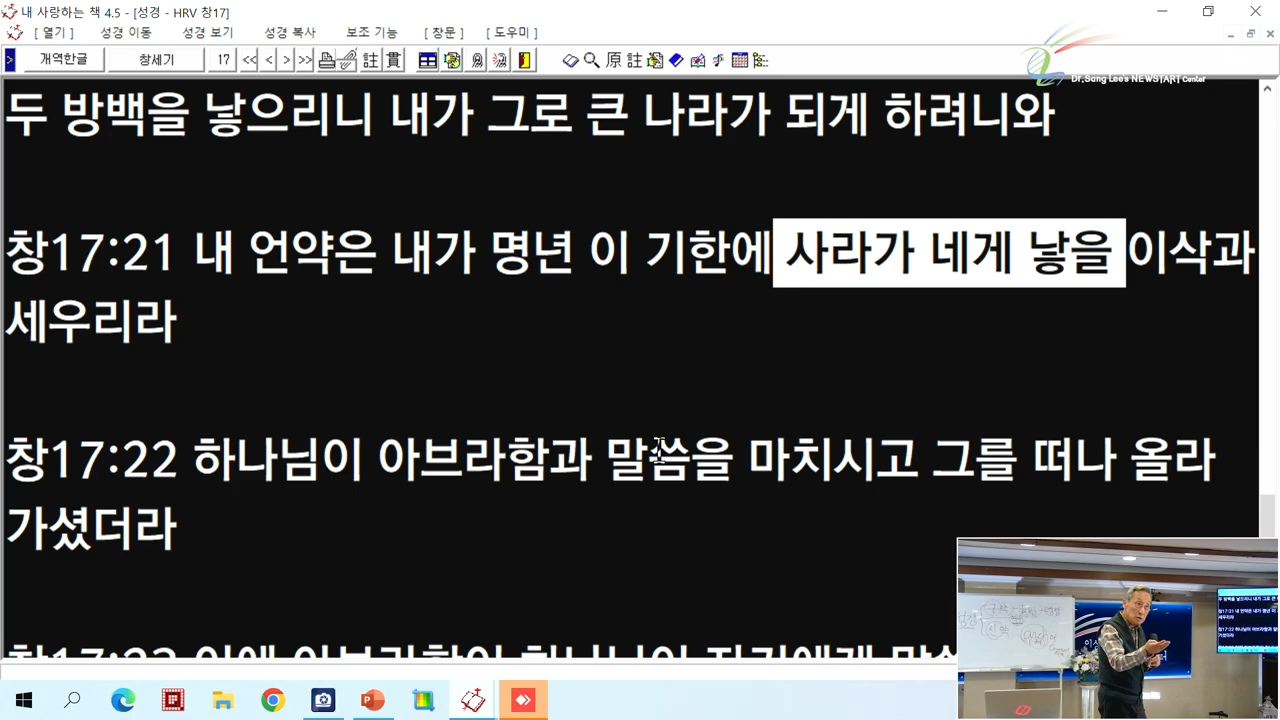 내 사랑하는 책 4.5 - [성경 - HRV 창17]
[ 열기 ] 성경 이동 성경 보기 성경 복사 보조 기능 [ 창문 ] [ 도우미 ]
개역한글 창세기 17 << < > >> 註 貫 原 註
Dr.Sang Lee's NEWSTART Center
두 방백을 낳으리니 내가 그로 큰 나라가 되게 하려니와
창17:21 내 언약은 내가 명년 이 기한에 사라가 네게 낳을 이삭과
세우리라
창17:22 하나님이 아브라함과 말씀을 마치시고 그를 떠나 올라
가셨더라